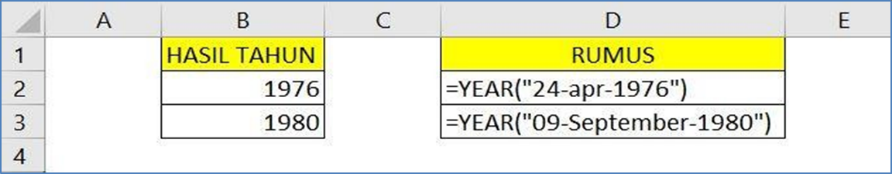 A B C D E
1 HASIL TAHUN RUMUS
2 1976 =YEAR("24-apr-1976")
3 1980 =YEAR("09-September-1980")
4